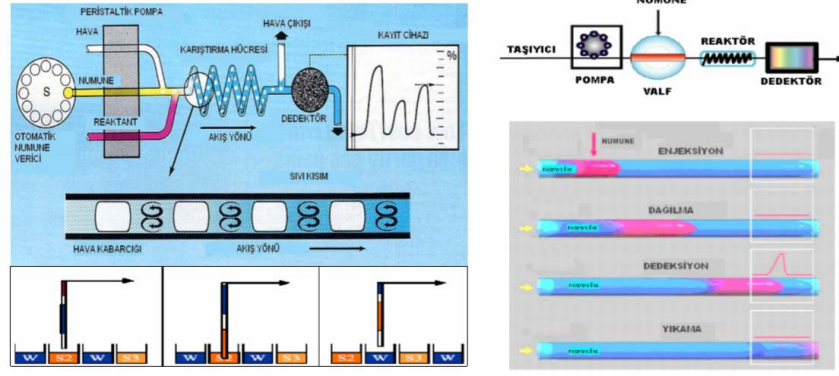 PERİSTALTİK POMPA
HAVA
HAVA ÇIKIŞI
KARIŞTIRMA HÜCRESİ
KAYIT CİHAZI
%
NUMUNE
S
REAKTANT
DEDEKTÖR
OTOMATİK
NUMUNE
VERİCİ
AKIŞ YÖNÜ
SIVI KISIM
HAVA KABARCIĞI
AKIŞ YÖNÜ
W S2 W S3
W W S3
S2 W S3
NUMUNE
TAŞIYICI
REAKTÖR
POMPA
VALF
DEDEKTÖR
NUMUNE
ENJEKSİYON
DAGILMA
DEDEKSİYON
YIKAMA